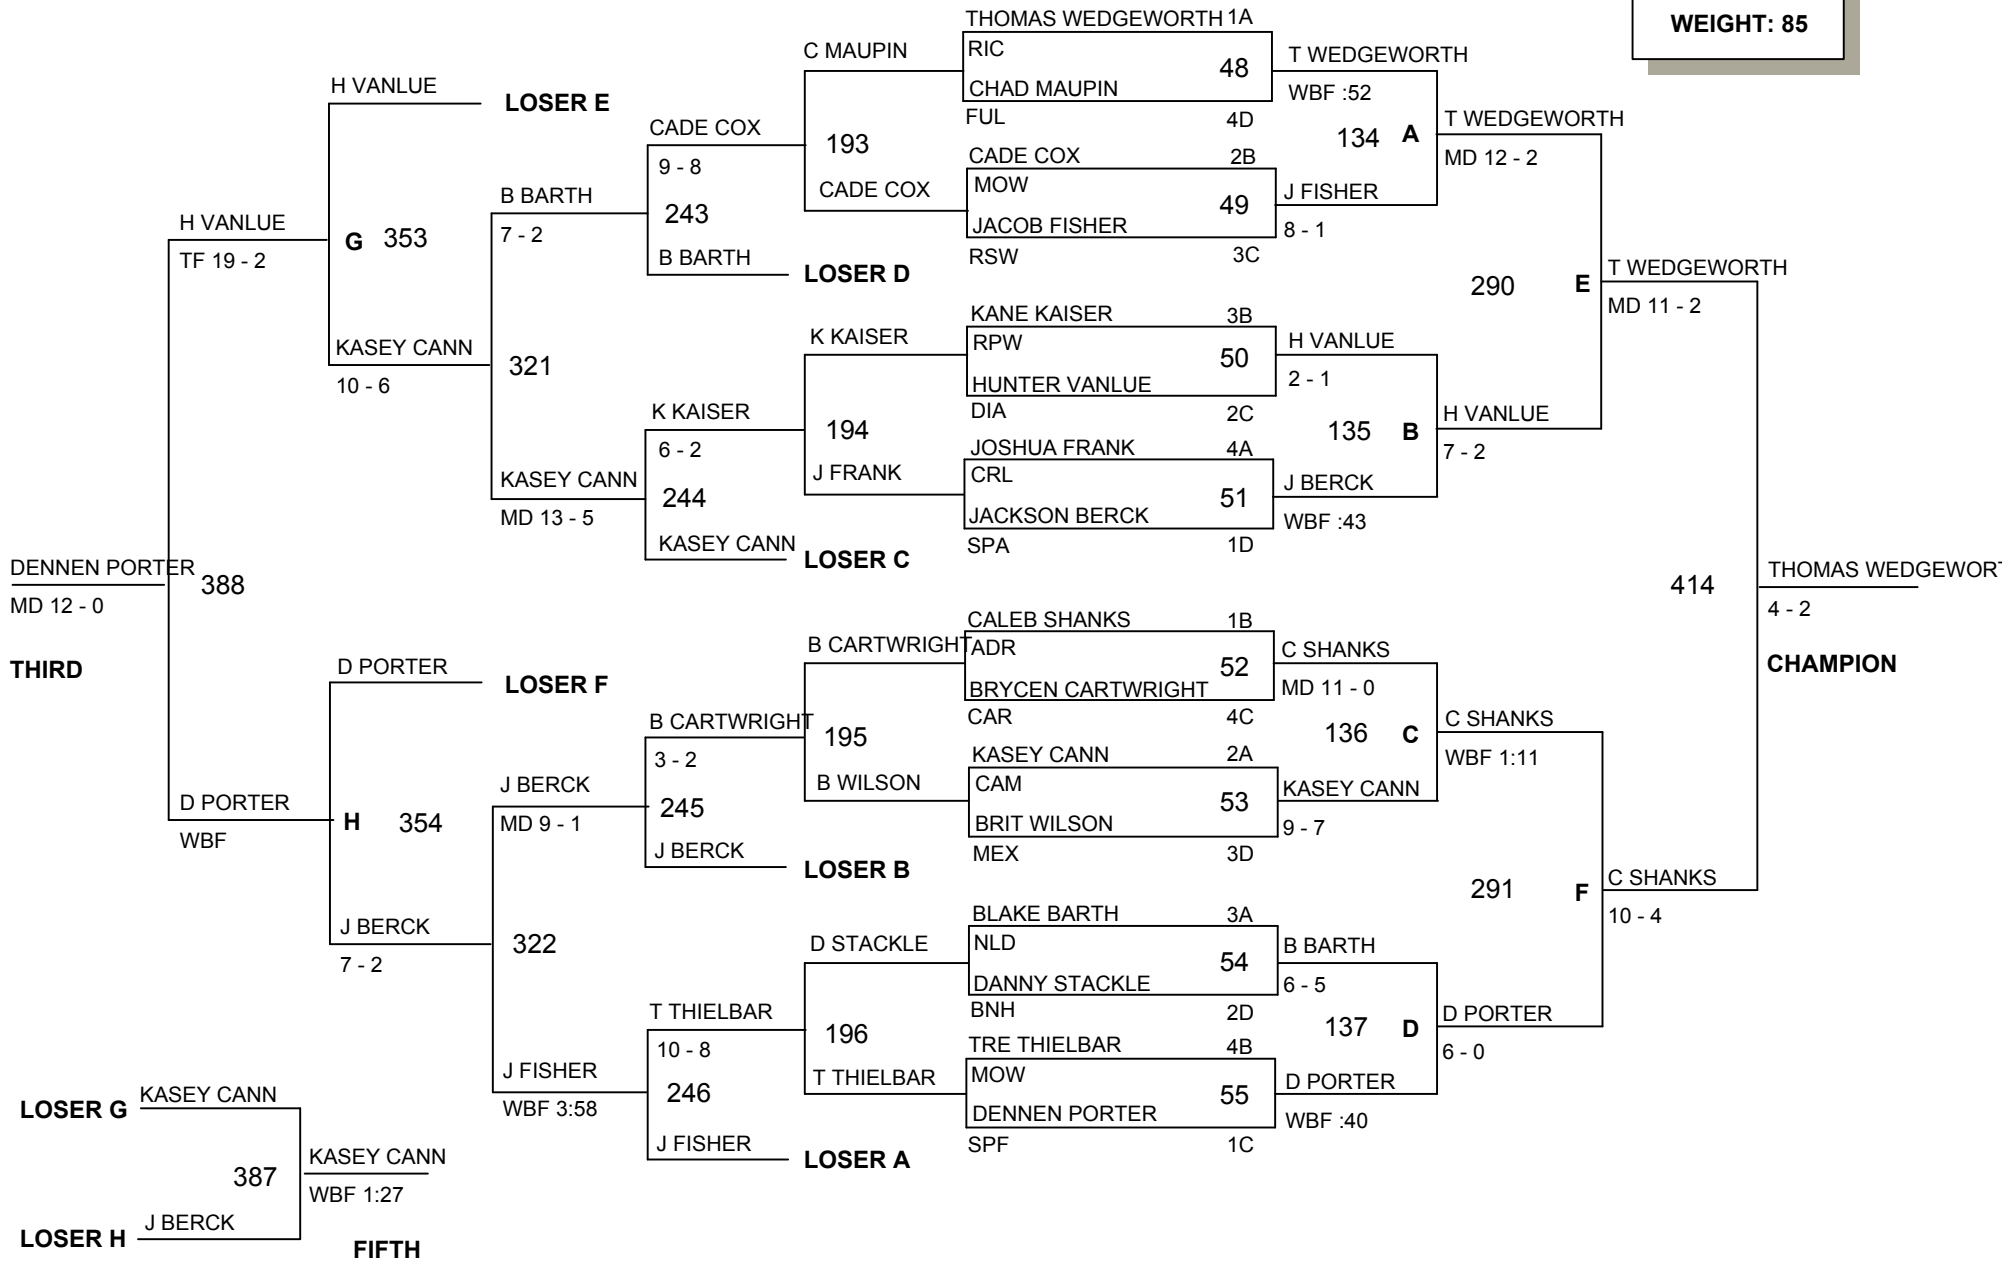 WEIGHT: 85
THOMAS WEDGEWORTH 1A
RIC
48
CHAD MAUPIN
FUL 4D
CADE COX 2B
MOW
49
JACOB FISHER
RSW 3C
KANE KAISER 3B
RPW
50
HUNTER VANLUE
DIA 2C
JOSHUA FRANK 4A
CRL
51
JACKSON BERCK
SPA 1D
CALEB SHANKS 1B
ADR
52
BRYCEN CARTWRIGHT
CAR 4C
KASEY CANN 2A
CAM
53
BRIT WILSON
MEX 3D
BLAKE BARTH 3A
NLD
54
DANNY STACKLE
BNH 2D
TRE THIELBAR 4B
MOW
55
DENNEN PORTER
SPF 1C
T WEDGEWORTH
WBF :52
134 A
J FISHER
8 - 1
H VANLUE
2 - 1
135 B
J BERCK
WBF :43
C SHANKS
MD 11 - 0
136 C
KASEY CANN
9 - 7
B BARTH
6 - 5
137 D
D PORTER
WBF :40
T WEDGEWORTH
MD 12 - 2
290 E
H VANLUE
7 - 2
C SHANKS
WBF 1:11
291 F
D PORTER
6 - 0
T WEDGEWORTH
MD 11 - 2
414
C SHANKS
10 - 4
THOMAS WEDGEWORT
4 - 2
CHAMPION
C MAUPIN
193
CADE COX
K KAISER
194
J FRANK
B CARTWRIGHT
195
B WILSON
D STACKLE
196
T THIELBAR
CADE COX
9 - 8
243
B BARTH
LOSER D
K KAISER
6 - 2
244
KASEY CANN
LOSER C
B CARTWRIGHT
3 - 2
245
J BERCK
LOSER B
T THIELBAR
10 - 8
246
J FISHER
LOSER A
B BARTH
7 - 2
321
KASEY CANN
MD 13 - 5
J BERCK
MD 9 - 1
322
J FISHER
WBF 3:58
H VANLUE
LOSER E
G 353
KASEY CANN
10 - 6
D PORTER
LOSER F
H 354
J BERCK
7 - 2
H VANLUE
TF 19 - 2
388
D PORTER
WBF
DENNEN PORTER
MD 12 - 0
THIRD
LOSER G KASEY CANN
387
LOSER H J BERCK
KASEY CANN
WBF 1:27
FIFTH